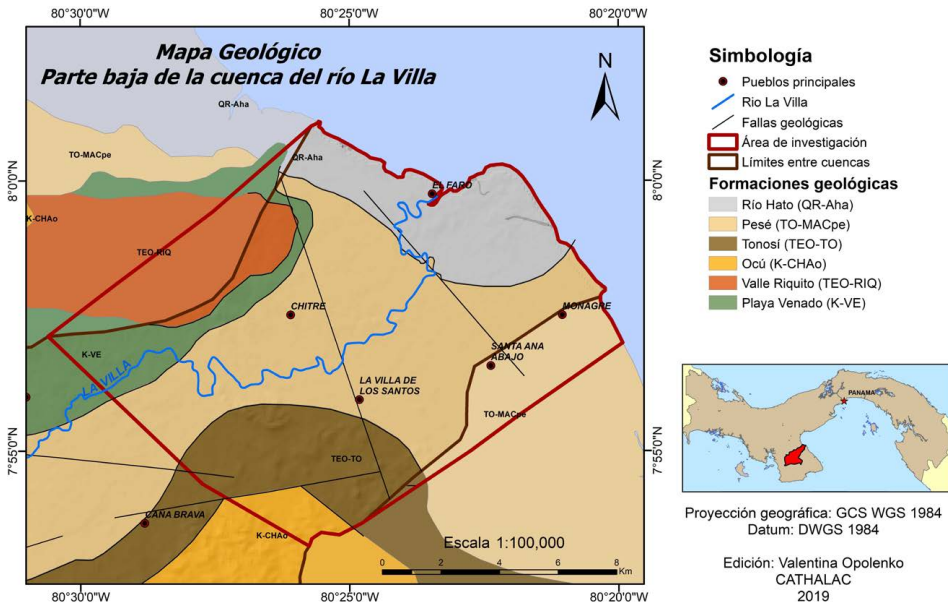 80°30'0"W
80°25'0"W
80°20'0"W
Mapa Geológico
Parte baja de la cuenca del río La Villa
N
QR-Aha
QR-Aha
TO-MACpe
EL FARO
8°0'0"N
8°0'0"N
K-CHAo
TEO-RIQ
CHITRE
MONAGRE
K-VE
SANTA ANA
ABAJO
LA VILLA
LA VILLA DE
LOS SANTOS
TO-MACpe
7°55'0"N
7°55'0"N
TEO-TO
CAÑA BRAVA
K-CHAo
Escala 1:100,000
0 2 4 6 8
Km
80°30'0"W
80°25'0"W
80°20'0"W
Simbología
Pueblos principales
Rio La Villa
Fallas geológicas
Área de investigación
Límites entre cuencas
Formaciones geológicas
Río Hato (QR-Aha)
Pesé (TO-MACpe)
Tonosí (TEO-TO)
Ocú (K-CHAo)
Valle Riquito (TEO-RIQ)
Playa Venado (K-VE)
PANAMA
Proyección geográfica: GCS WGS 1984
Datum: DWGS 1984
Edición: Valentina Opolenko
CATHALAC
2019